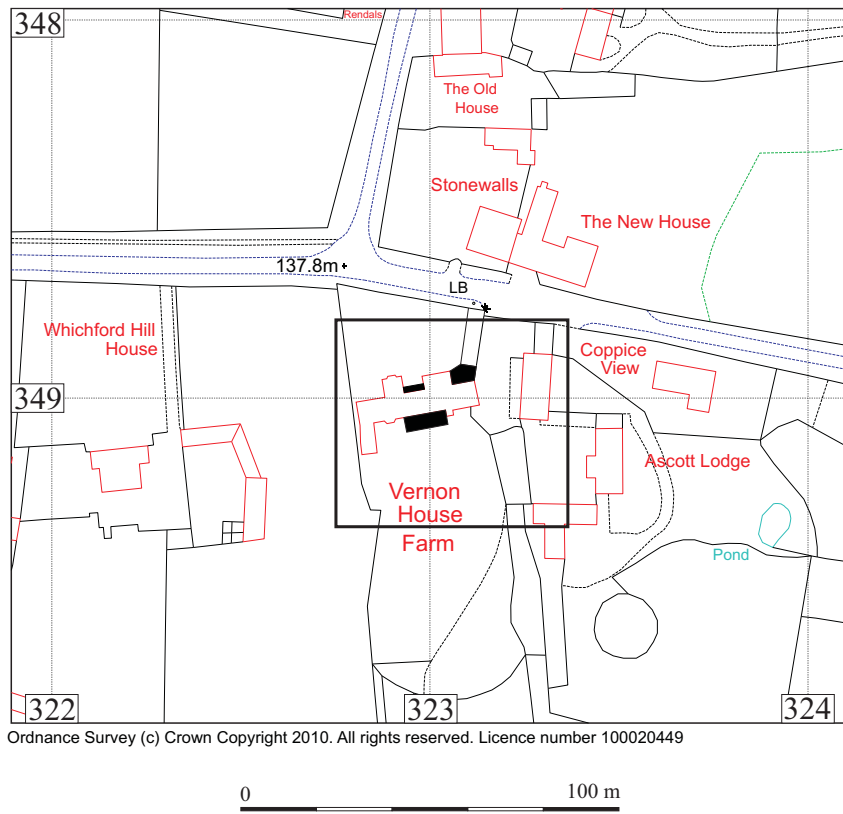 348
Rendals
The Old
House
Stonewalls
The New House
137.8m
LB
Whichford Hill
House
Coppice
View
349
Ascott Lodge
Vernon
House
Farm
Pond
322
323
324
Ordnance Survey (c) Crown Copyright 2010. All rights reserved. Licence number 100020449
0
100 m